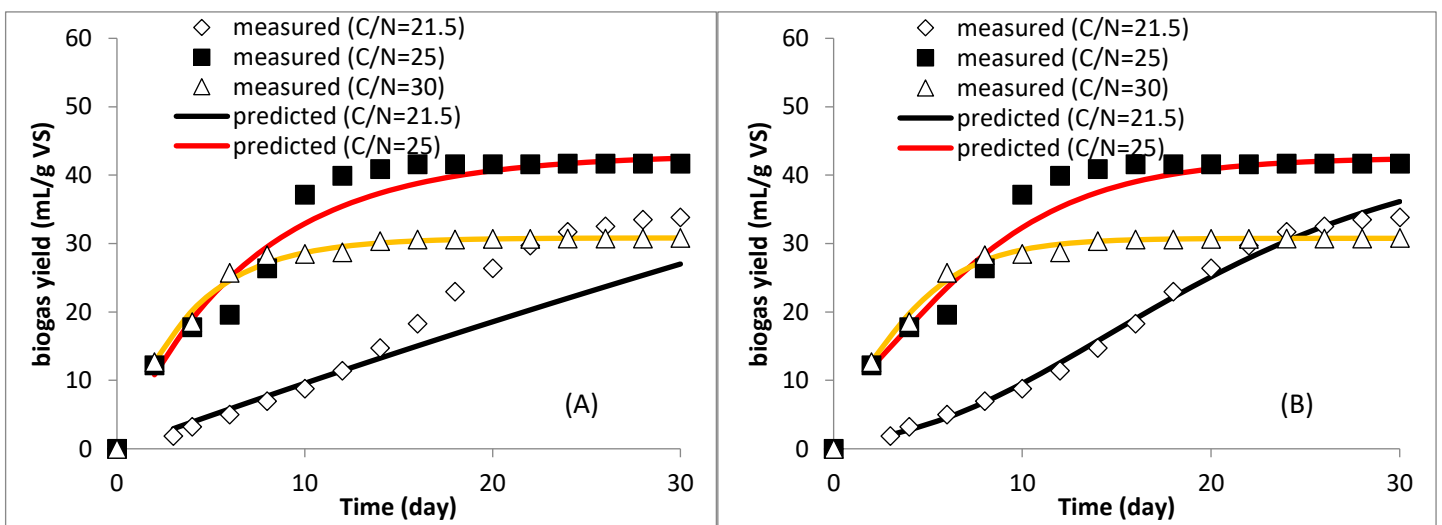 measured (C/N=21.5)
measured (C/N=25)
measured (C/N=30)
predicted (C/N=21.5)
predicted (C/N=25)
60
50
40
30
20
10
0
biogas yield (mL/g VS)
(A)
0 10 20 30
Time (day)
measured (C/N=21.5)
measured (C/N=25)
measured (C/N=30)
predicted (C/N=21.5)
predicted (C/N=25)
60
50
40
30
20
10
0
biogas yield (mL/g VS)
(B)
0 10 20 30
Time (day)